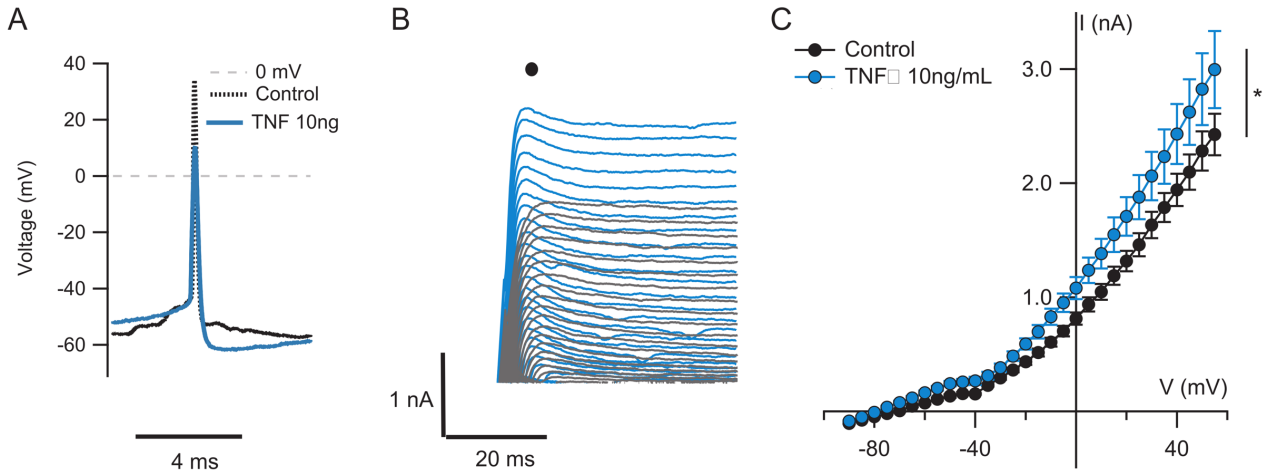 A
B
C
40
20
0
-20
-40
-60
Voltage (mV)
0 mV
Control
TNF 10ng
4 ms
1 nA
20 ms
Control
TNF□ 10ng/mL
I (nA)
3.0
2.0
1.0
*
V (mV)
-80
-40
40